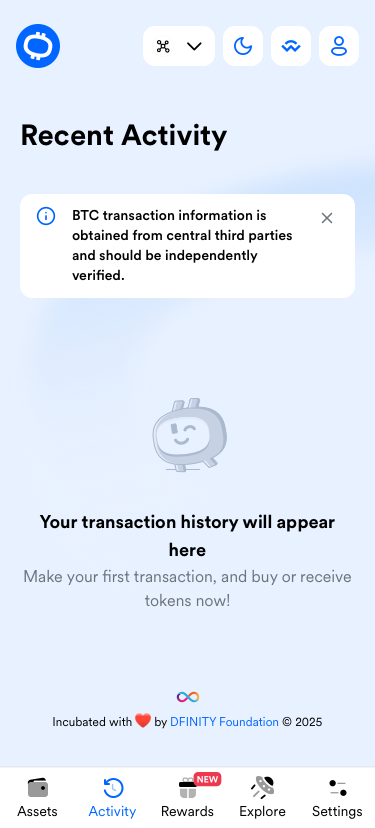 Recent Activity
BTC transaction information is
obtained from central third parties
and should be independently
verified.
Your transaction history will appear
here
Make your first transaction, and buy or receive
tokens now!
Incubated with ❤️ by DFINITY Foundation © 2025
NEW
Assets
Activity
Rewards
Explore
Settings